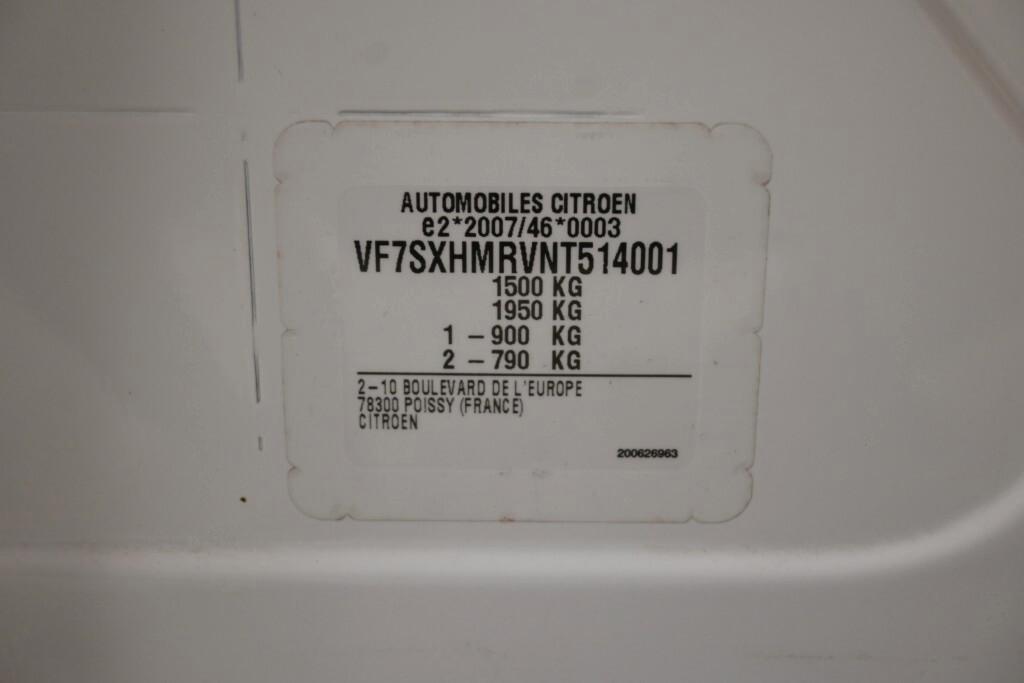 AUTOMOBILES CITROEN
e2*2007/46*0003
VF7SXHMRVNT514001
1500 KG
1950 KG
1 - 900 KG
2 - 790 KG
2-10 BOULEVARD DE L'EUROPE
78300 POISSY (FRANCE)
CITROEN
200626963